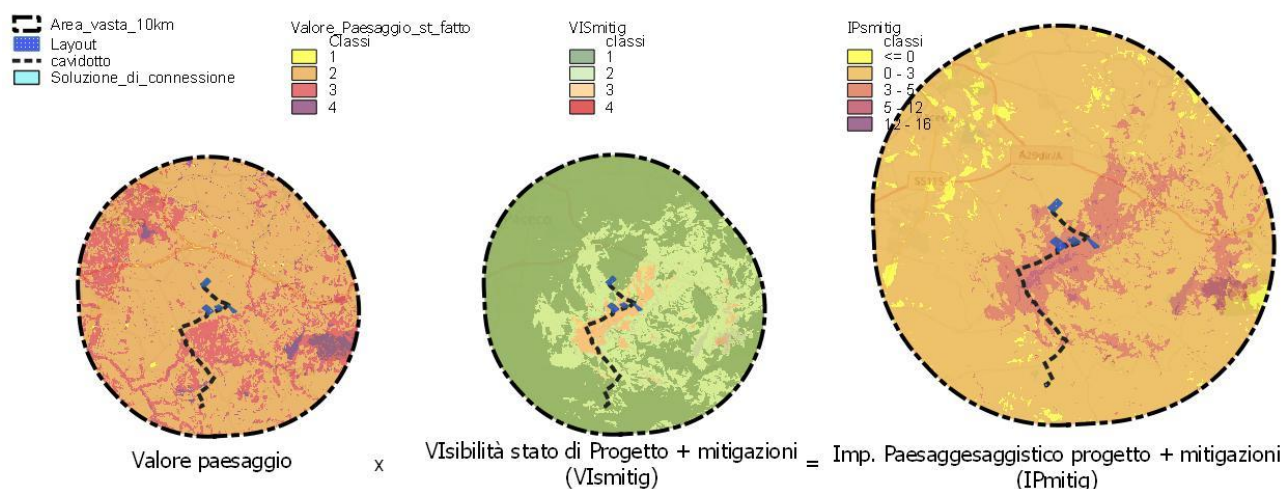 Area_vasta_10km
Layout
cavidotto
Soluzione_di_connessione
Valore_Paesaggio_st_fatto
Classi
1
2
3
4
VISmitig
classi
1
2
3
4
IPsmitig
classi
<= 0
0 - 3
3 - 5
5 - 12
12 - 16
A29dirA
SS115
Valore paesaggio
x
VIsibilità stato di Progetto + mitigazioni
(VISmitig)
=
Imp. Paesaggesaggistico progetto + mitigazioni
(IPmitig)